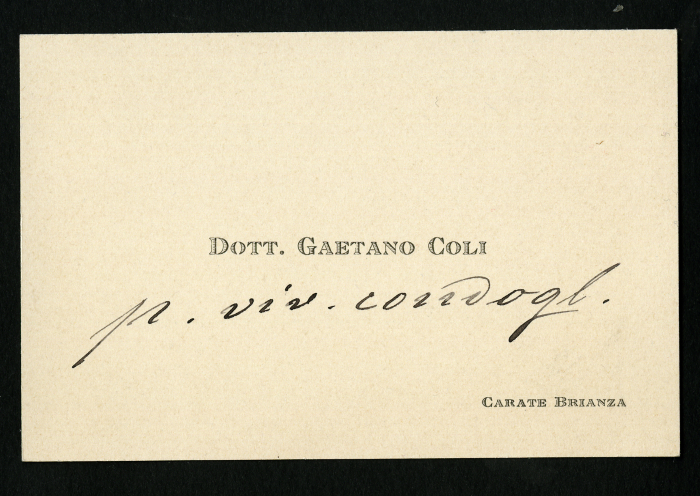 Dott. Gaetano Coli
p. viv. condogl.
Carate Brianza